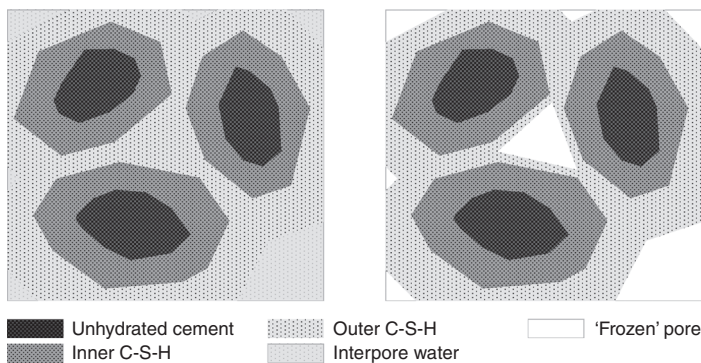 Unhydrated cement
Outer C-S-H
'Frozen' pore
Inner C-S-H
Interpore water